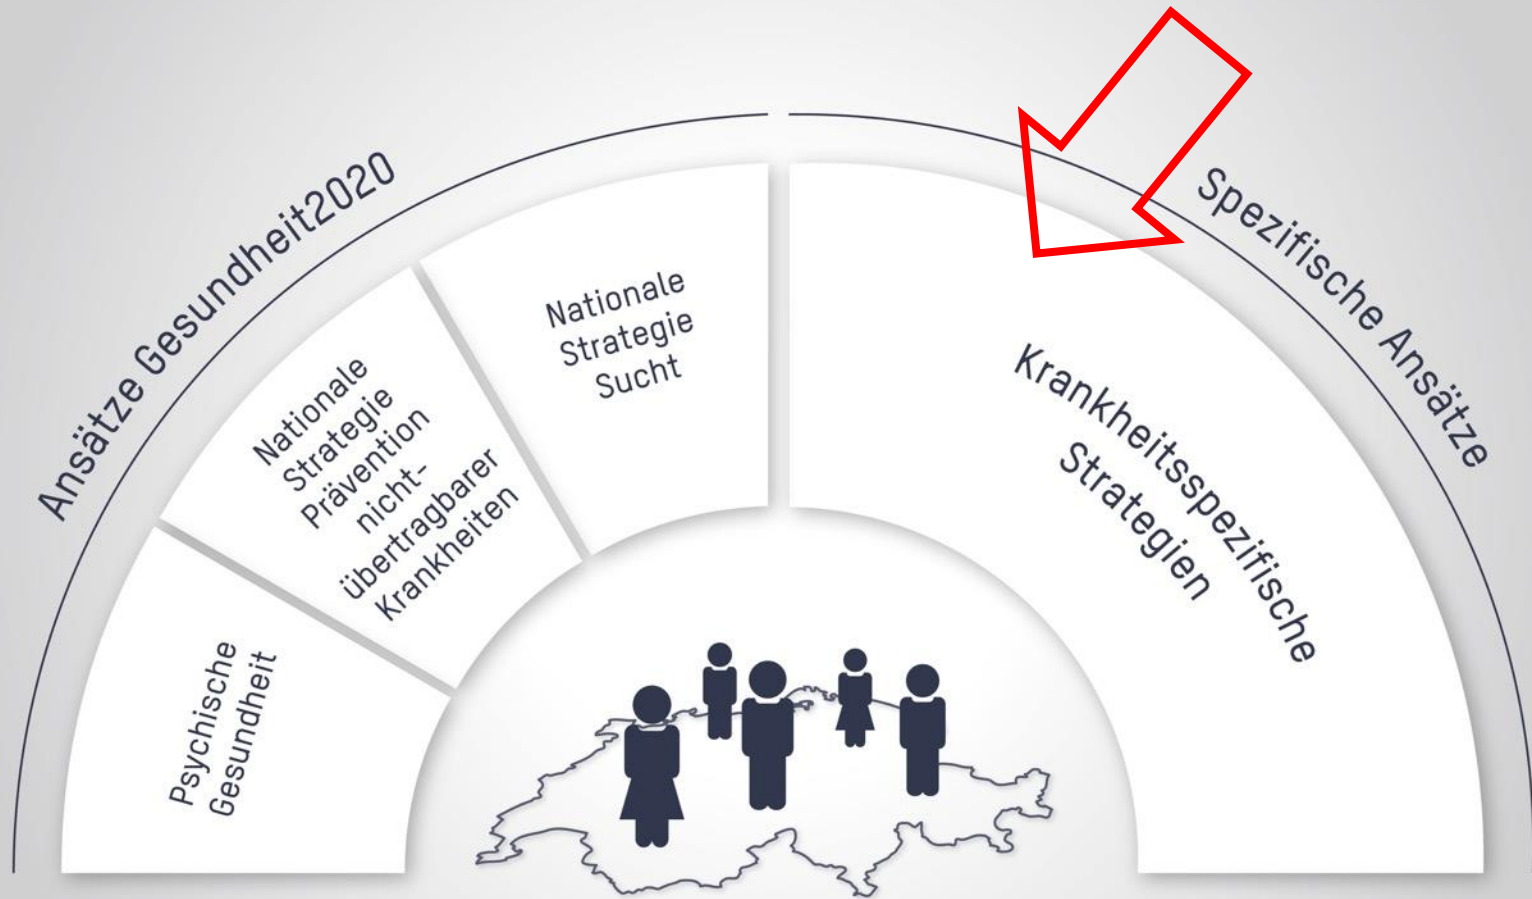 Ansätze Gesundheit2020
Spezifische Ansätze
Psychische
Gesundheit
Nationale
Strategie
Prävention
nicht-
übertragbarer
Krankheiten
Nationale
Strategie
Sucht
Krankheitsspezifische
Strategien